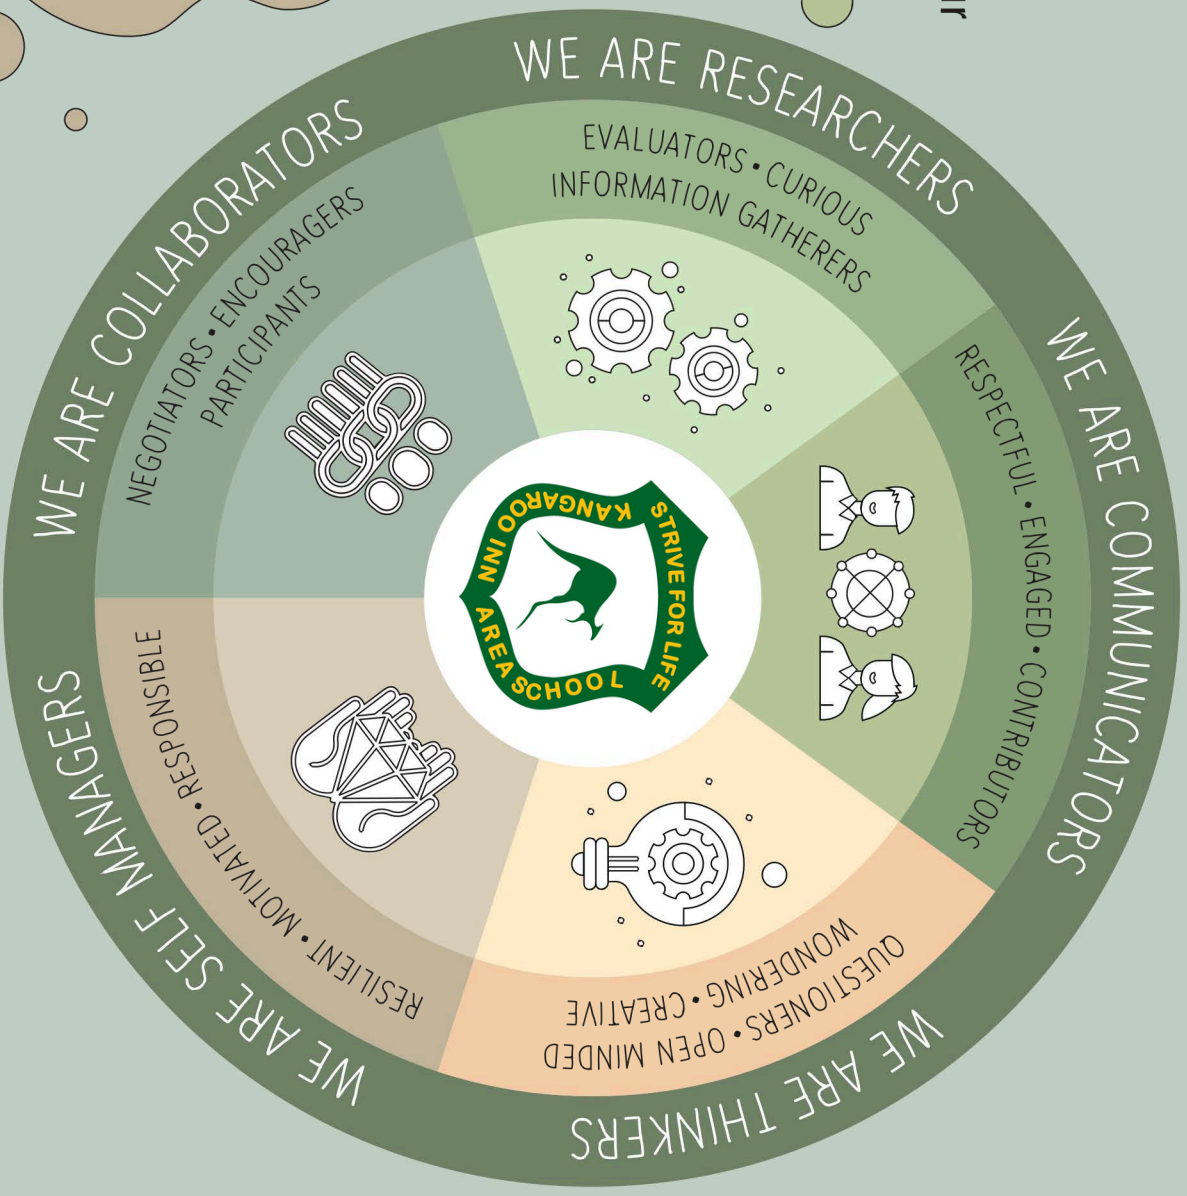 WE ARE RESEARCHERS
EVALUATORS • CURIOUS
INFORMATION GATHERERS
WE ARE COMMUNICATORS
RESPECTFUL • ENGAGED • CONTRIBUTORS
WE ARE THINKERS
QUESTIONERS • OPEN MINDED
WONDERING • CREATIVE
WE ARE SELF MANAGERS
RESILIENT • MOTIVATED • RESPONSIBLE
WE ARE COLLABORATORS
NEGOTIATORS • ENCOURAGERS
PARTICIPANTS
KANGAROO INN AREA SCHOOL
STRIVE FOR LIFE